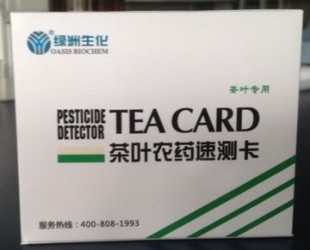 绿洲生化®
OASIS BIOCHEM
茶叶专用
PESTICIDE
DETECTOR
TEA CARD
茶叶农药速测卡
服务热线：400-808-1993